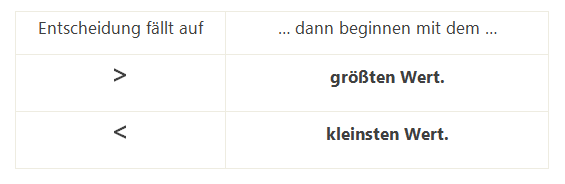 Entscheidung fällt auf
... dann beginnen mit dem ...
>
größten Wert.
<
kleinsten Wert.